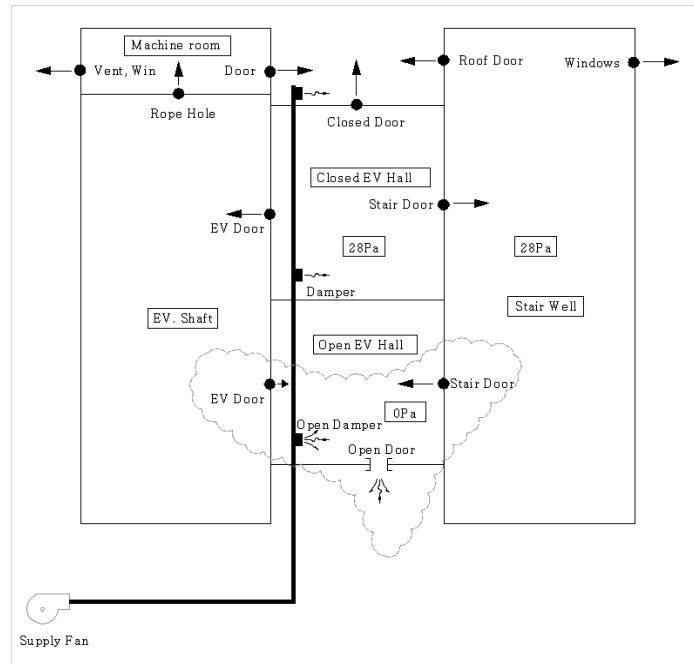 Machine room
Vent, Win
Door
Roof Door
Windows
Rope Hole
Closed Door
Closed EV Hall
Stair Door
EV Door
28Pa
28Pa
Damper
EV. Shaft
Stair Well
Open EV Hall
EV Door
Stair Door
0Pa
Open Damper
Open Door
Supply Fan